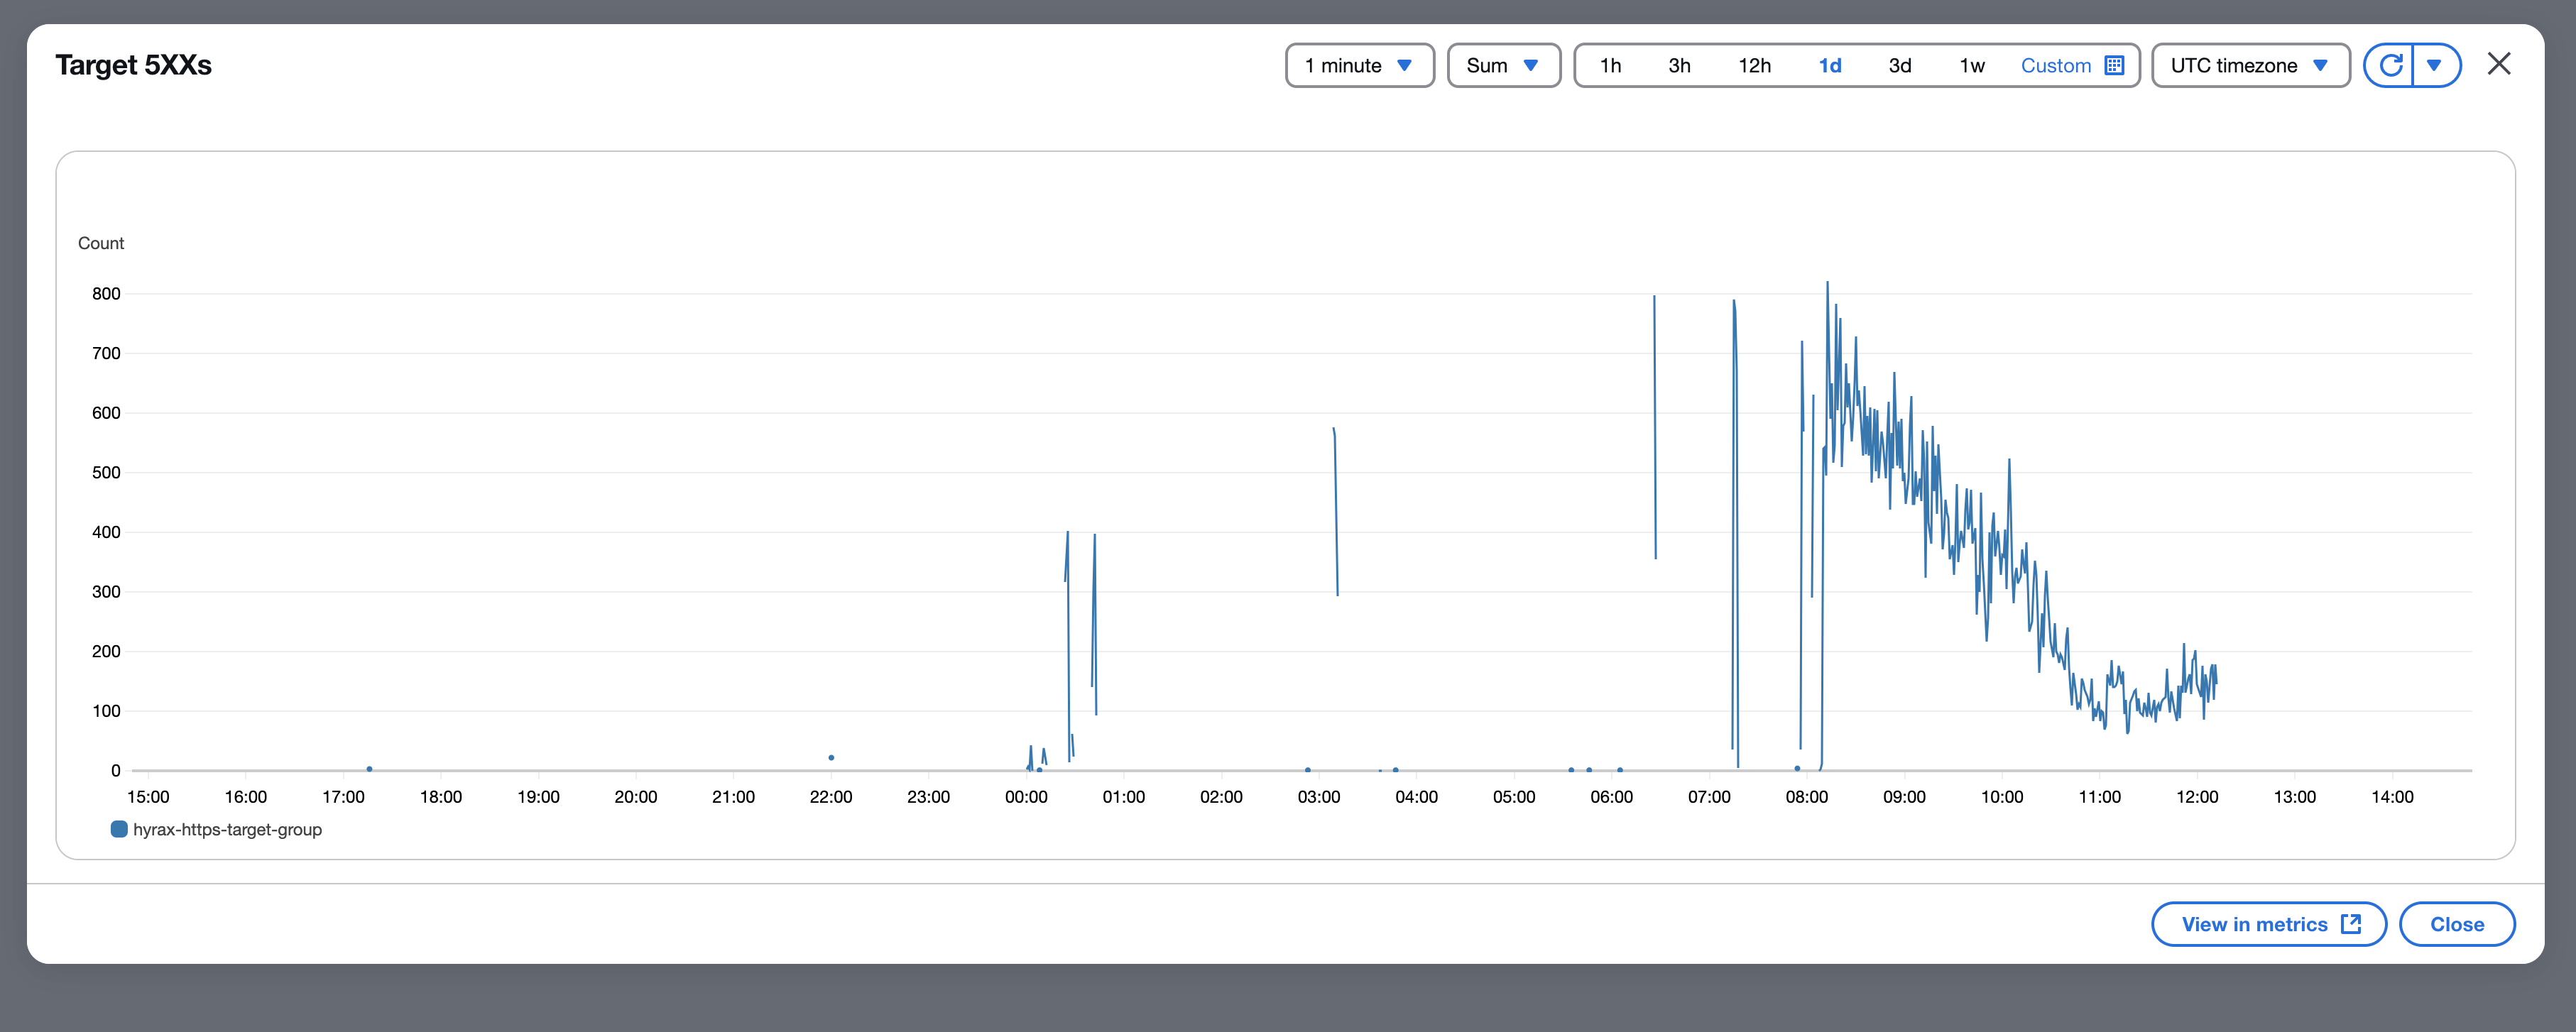 Target 5XXs
1 minute Sum 1h 3h 12h 1d 3d 1w Custom UTC timezone
Count
800
700
600
500
400
300
200
100
0
15:00 16:00 17:00 18:00 19:00 20:00 21:00 22:00 23:00 00:00 01:00 02:00 03:00 04:00 05:00 06:00 07:00 08:00 09:00 10:00 11:00 12:00 13:00 14:00
hyrax-https-target-group
View in metrics Close